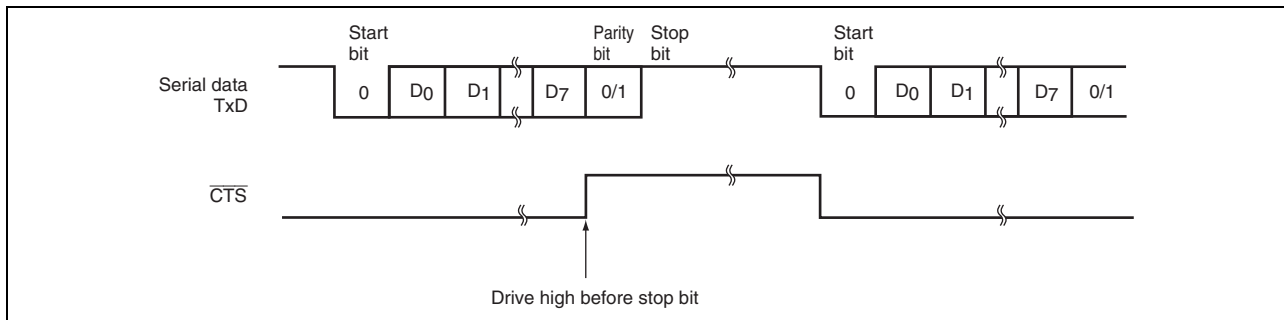 Start
bit
Parity
bit
Stop
bit
Start
bit
Serial data
TxD
0 D0 D1 D7 0/1 0 D0 D1 D7 0/1
CTS
Drive high before stop bit